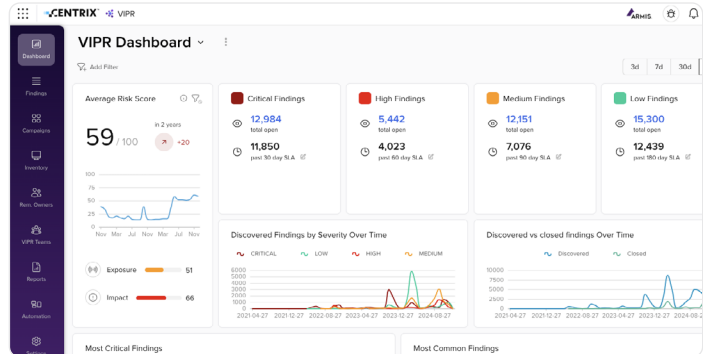 CENTRIX™ VIPR
ARMIS
Dashboard
Findings
Campaigns
Inventory
Rem. Owners
VIPR Teams
Reports
Automation
Settings
VIPR Dashboard
Add Filter
3d 7d 30d
Average Risk Score
59 / 100
in 2 years
+20
100
75
50
25
0
Nov Mar Jul Nov Mar Jul Nov
Exposure 51
Impact 66
Critical Findings
12,984
total open
11,850
past 30 day SLA
High Findings
5,442
total open
4,023
past 60 day SLA
Medium Findings
12,151
total open
7,076
past 90 day SLA
Low Findings
15,300
total open
12,439
past 180 day SLA
Discovered Findings by Severity Over Time
CRITICAL LOW HIGH MEDIUM
6000
5000
4000
3000
2000
1000
0
2021-04-27 2021-12-27 2022-08-27 2023-04-27 2023-12-27 2024-08-27
Discovered vs closed findings Over Time
Discovered Closed
10000
7500
5000
2500
0
2021-04-27 2021-12-27 2022-08-27 2023-04-27 2023-12-27 2024-08-2
Most Critical Findings
Most Common Findings